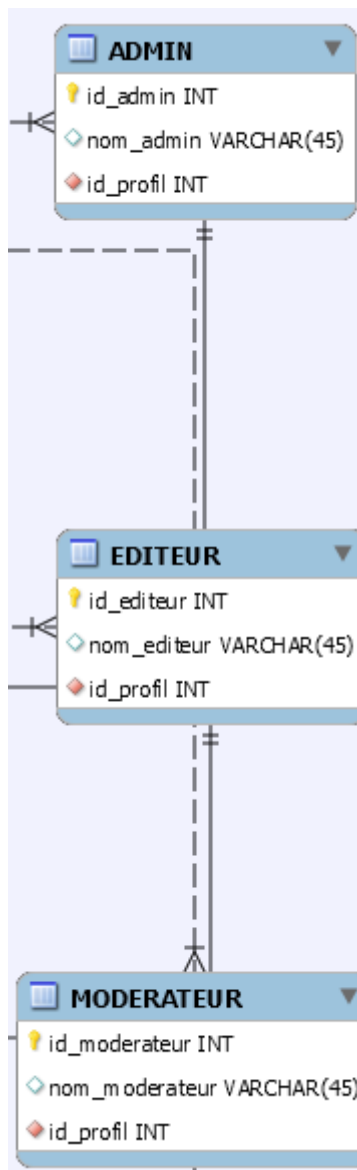 ADMIN
id_admin INT
nom_admin VARCHAR(45)
id_profil INT
EDITEUR
id_editeur INT
nom_editeur VARCHAR(45)
id_profil INT
MODERATEUR
id_moderateur INT
nom_moderateur VARCHAR(45)
id_profil INT